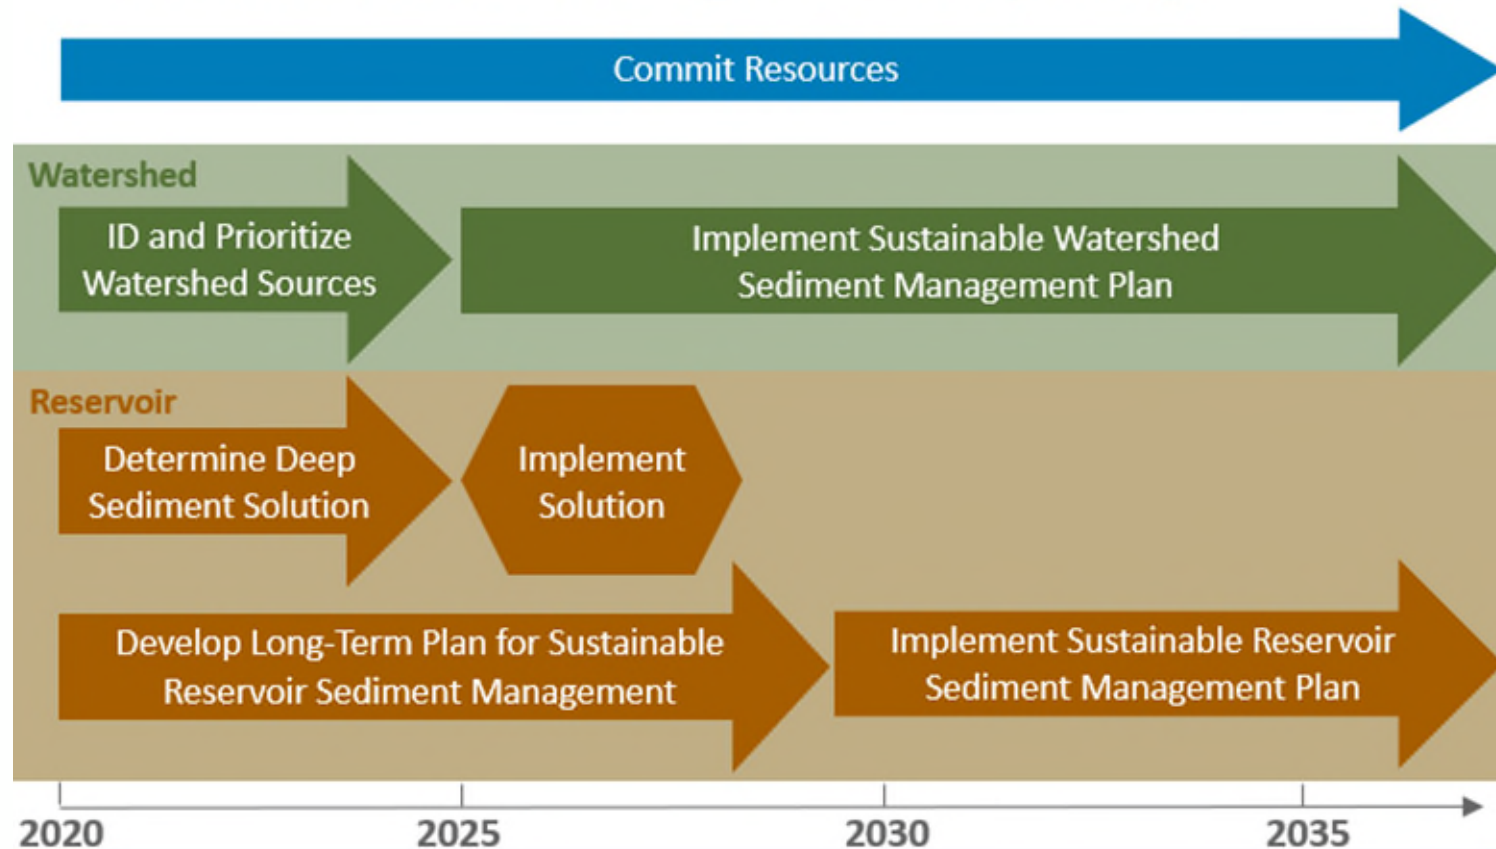 Commit Resources
Watershed
ID and Prioritize
Watershed Sources
Implement Sustainable Watershed
Sediment Management Plan
Reservoir
Determine Deep
Sediment Solution
Implement
Solution
Develop Long-Term Plan for Sustainable
Reservoir Sediment Management
Implement Sustainable Reservoir
Sediment Management Plan
2020
2025
2030
2035